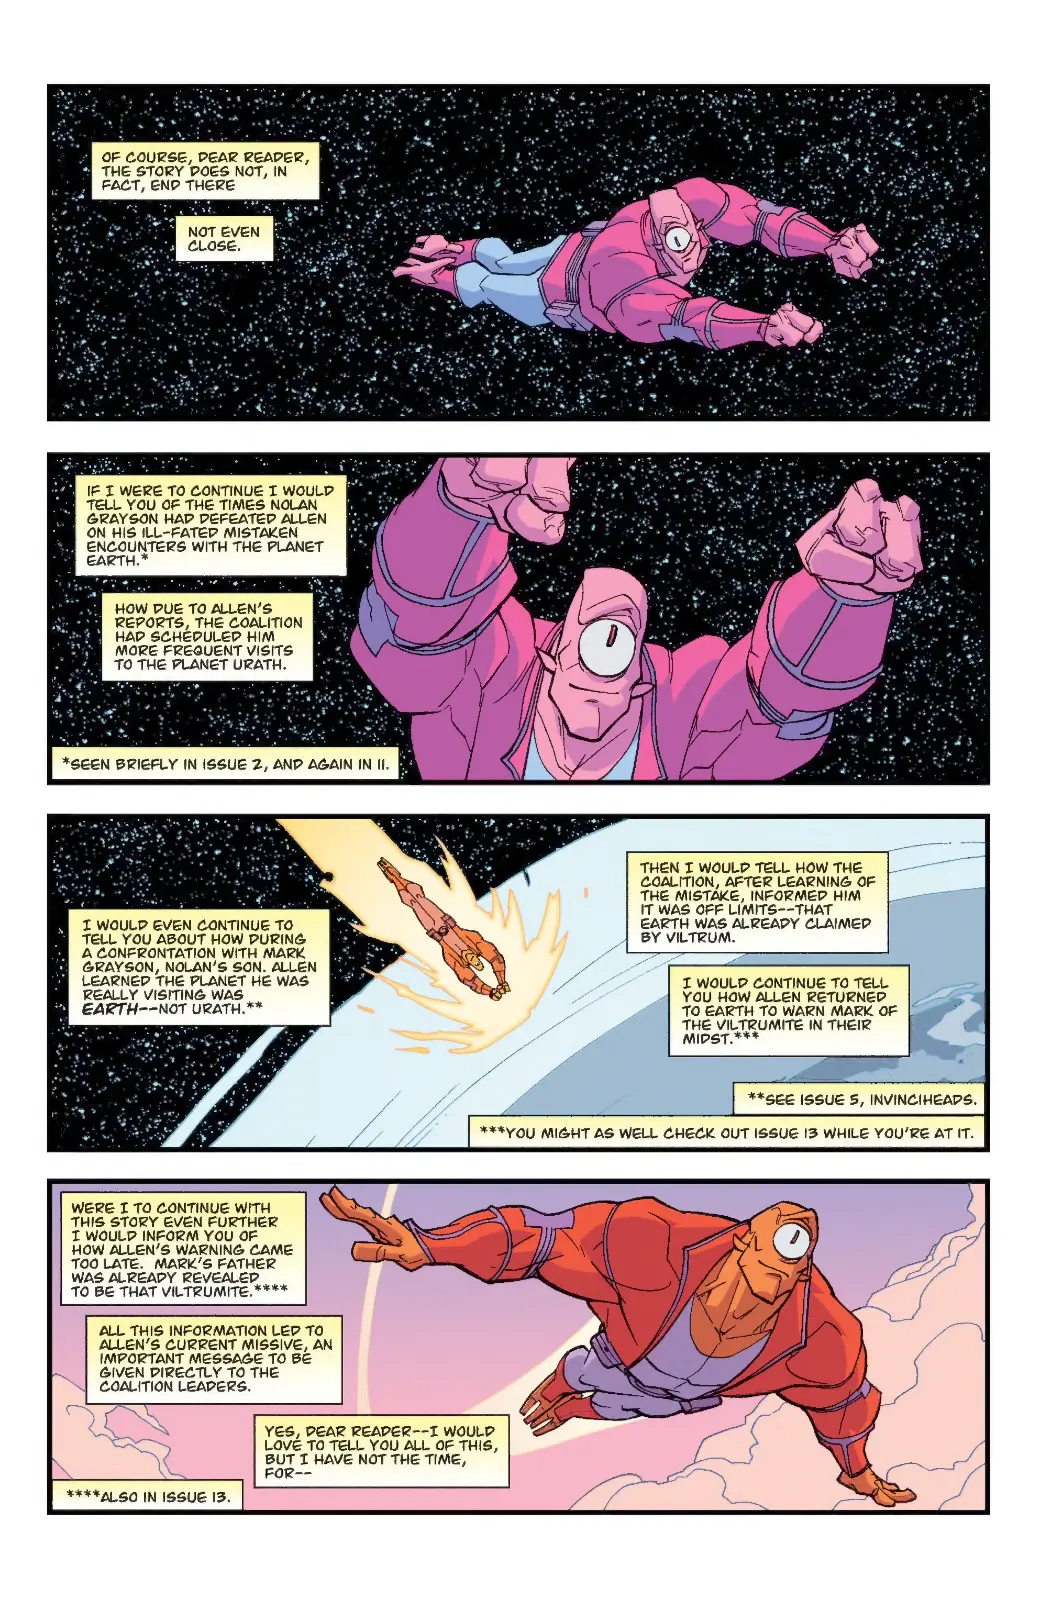 OF COURSE, DEAR READER,
THE STORY DOES NOT, IN
FACT, END THERE
NOT EVEN
CLOSE.
IF I WERE TO CONTINUE I WOULD
TELL YOU OF THE TIMES NOLAN
GRAYSON HAD DEFEATED ALLEN
ON HIS ILL-FATED MISTAKEN
ENCOUNTERS WITH THE PLANET
EARTH.*
HOW DUE TO ALLEN'S
REPORTS, THE COALITION
HAD SCHEDULED HIM
MORE FREQUENT VISITS
TO THE PLANET URATH.
*SEEN BRIEFLY IN ISSUE 2, AND AGAIN IN 11.
I WOULD EVEN CONTINUE TO
TELL YOU ABOUT HOW DURING
A CONFRONTATION WITH MARK
GRAYSON, NOLAN'S SON. ALLEN
LEARNED THE PLANET HE WAS
REALLY VISITING WAS
EARTH--NOT URATH.**
THEN I WOULD TELL HOW THE
COALITION, AFTER LEARNING OF
THE MISTAKE, INFORMED HIM
IT WAS OFF LIMITS--THAT
EARTH WAS ALREADY CLAIMED
BY VILTRUM.
I WOULD CONTINUE TO TELL
YOU HOW ALLEN RETURNED
TO EARTH TO WARN MARK OF
THE VILTRUMITE IN THEIR
MIDST.***
**SEE ISSUE 5, INVINCIHEADS.
***YOU MIGHT AS WELL CHECK OUT ISSUE 13 WHILE YOU'RE AT IT.
WERE I TO CONTINUE WITH
THIS STORY EVEN FURTHER
I WOULD INFORM YOU OF
HOW ALLEN'S WARNING CAME
TOO LATE. MARK'S FATHER
WAS ALREADY REVEALED
TO BE THAT VILTRUMITE.****
ALL THIS INFORMATION LED TO
ALLEN'S CURRENT MISSIVE, AN
IMPORTANT MESSAGE TO BE
GIVEN DIRECTLY TO THE
COALITION LEADERS.
YES, DEAR READER--I WOULD
LOVE TO TELL YOU ALL OF THIS,
BUT I HAVE NOT THE TIME,
FOR--
****ALSO IN ISSUE 13.